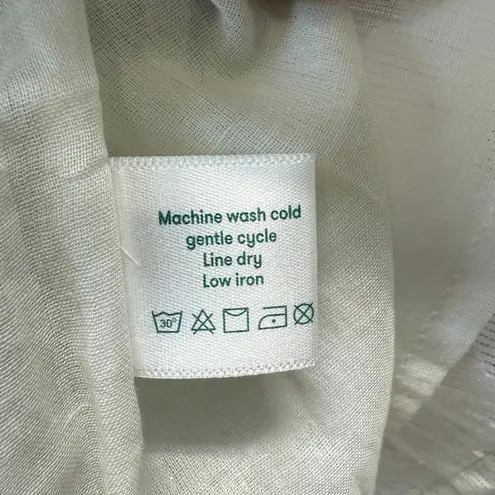 Machine wash cold
gentle cycle
Line dry
Low iron
30°